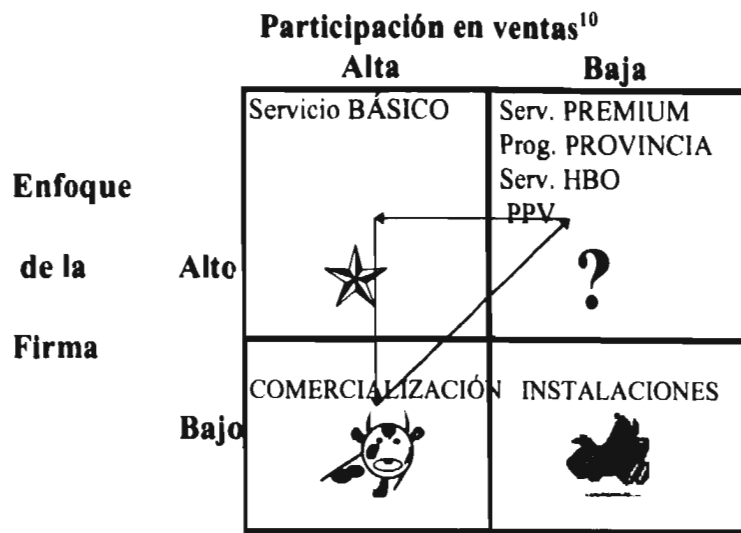 Participación en ventas10
Alta Baja
Servicio BÁSICO
Serv. PREMIUM
Prog. PROVINCIA
Serv. HBO
PPV
Enfoque
de la Alto
?
Firma
COMERCIALIZACIÓN INSTALACIONES
Bajo